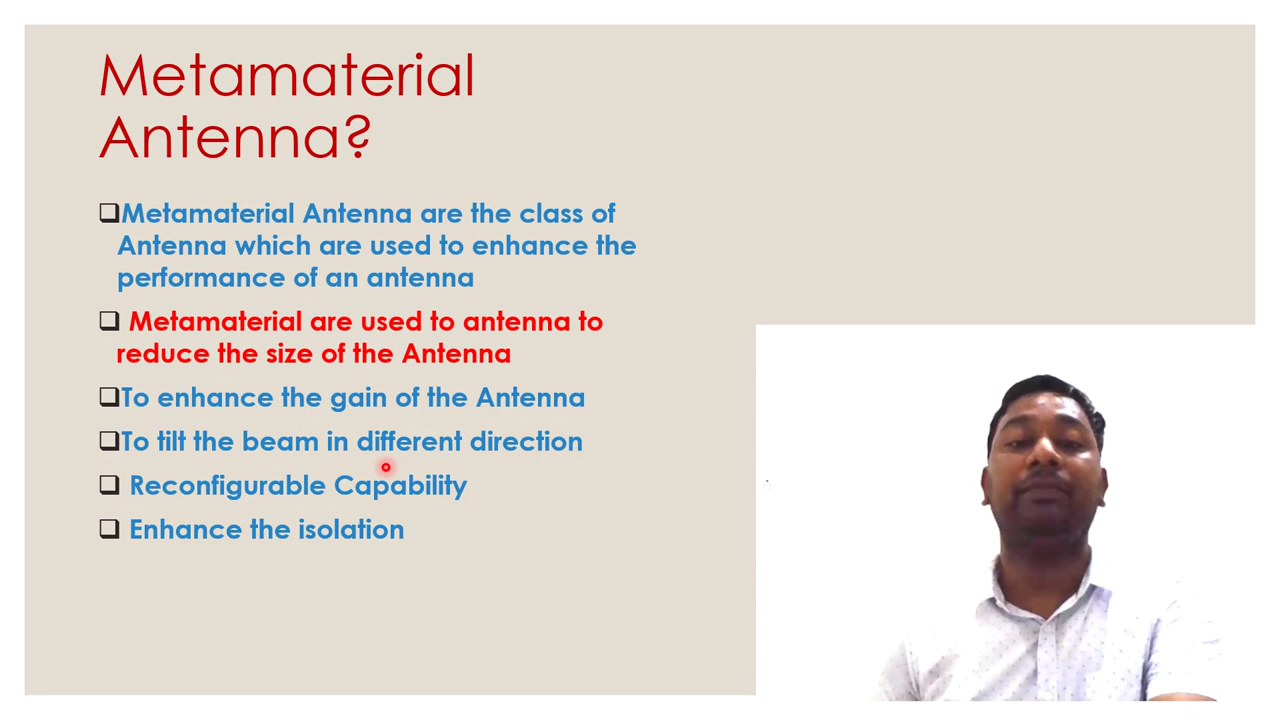 Metamaterial
Antenna?
❑Metamaterial Antenna are the class of
Antenna which are used to enhance the
performance of an antenna
❑ Metamaterial are used to antenna to
reduce the size of the Antenna
❑To enhance the gain of the Antenna
❑To tilt the beam in different direction
❑ Reconfigurable Capability
❑ Enhance the isolation